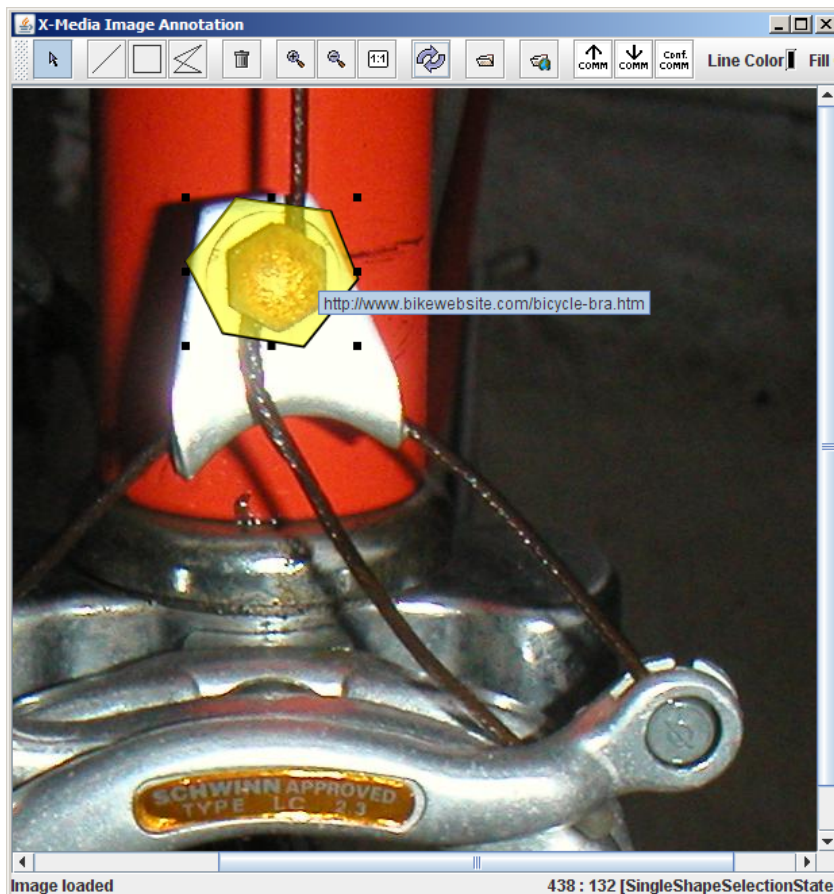 X-Media Image Annotation
1:1
COMM
COMM
Conf.
COMM
Line Color
Fill
http://www.bikewebsite.com/bicycle-bra.htm
SCHWINN APPROVED
TYPE LC 2.3
Image loaded
438 : 132 [SingleShapeSelectionState